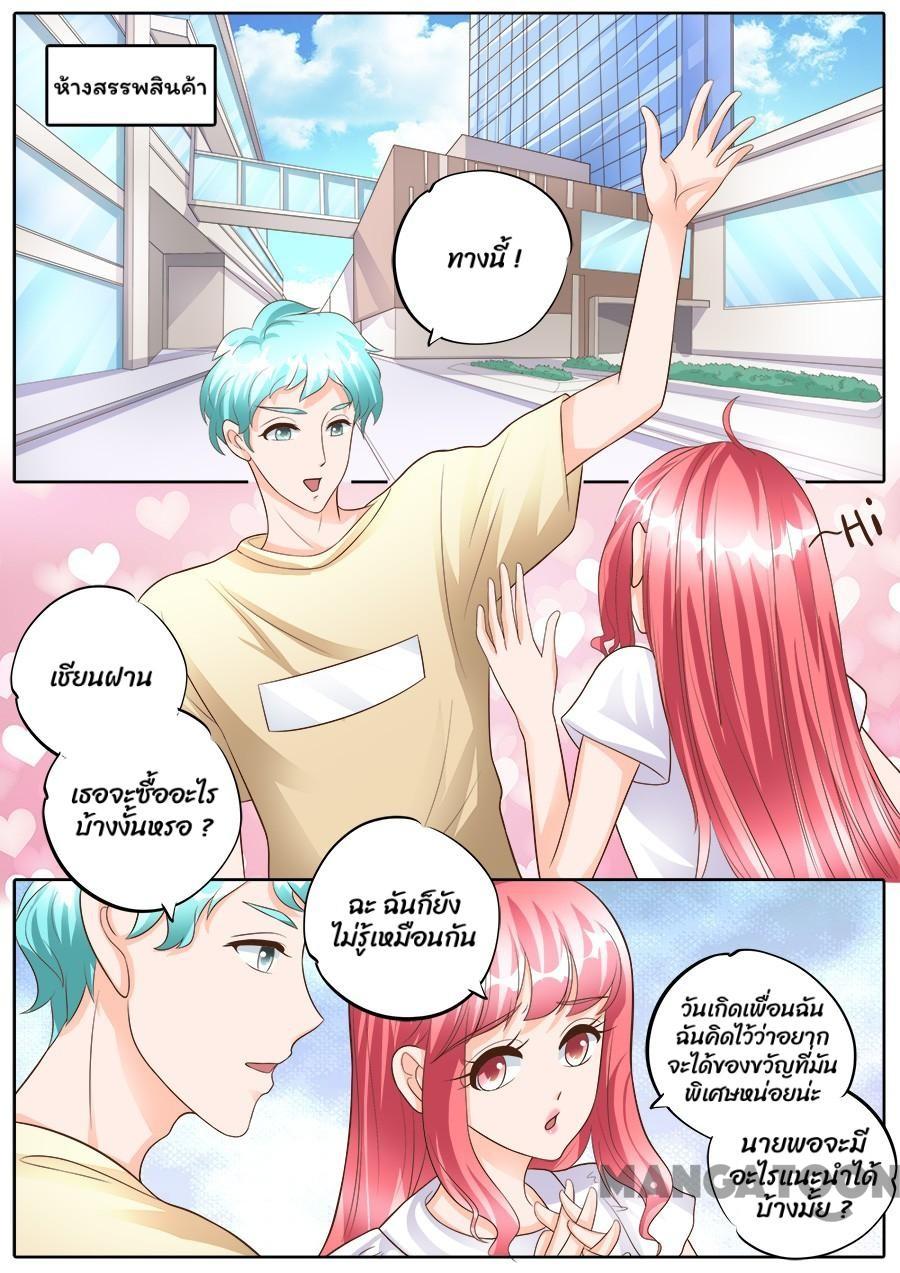 ห้างสรรพสินค้า
ทางนี้ !
Hi
เชียนฝาน
เธอจะซื้ออะไร
บ้างงั้นหรอ ?
ฉะ ฉันก็ยัง
ไม่รู้เหมือนกัน
วันเกิดเพื่อนฉัน
ฉันคิดไว้ว่าอยาก
จะได้ของขวัญที่มัน
พิเศษหน่อยน่ะ
นายพอจะมี
อะไรแนะนำได้
บ้างมั้ย ?
MANGATOON